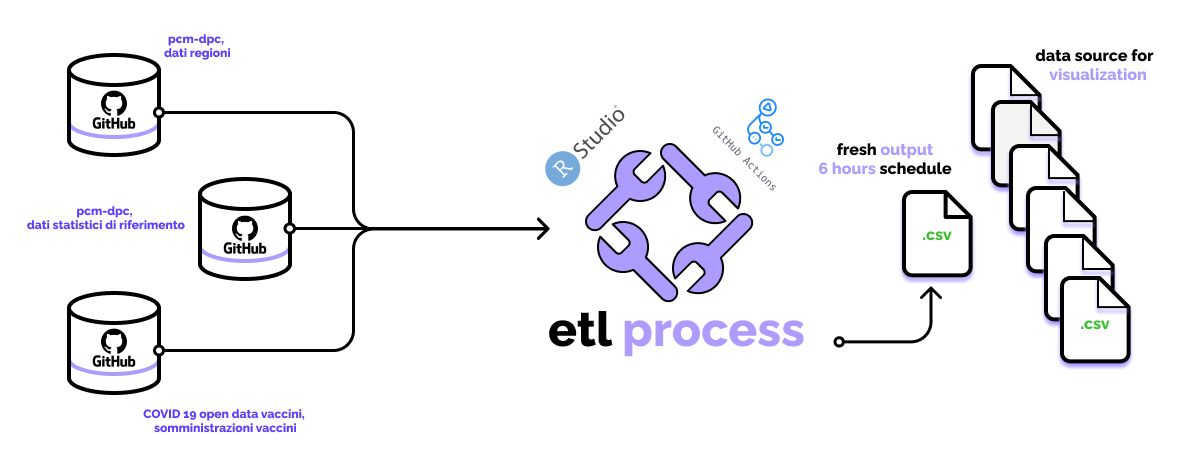 pcm-dpc,
dati regioni
GitHub
pcm-dpc,
dati statistici di riferimento
GitHub
GitHub
COVID 19 open data vaccini,
somministrazioni vaccini
R Studio
GitHub Actions
etl process
fresh output
6 hours schedule
.csv
data source for
visualization
.csv